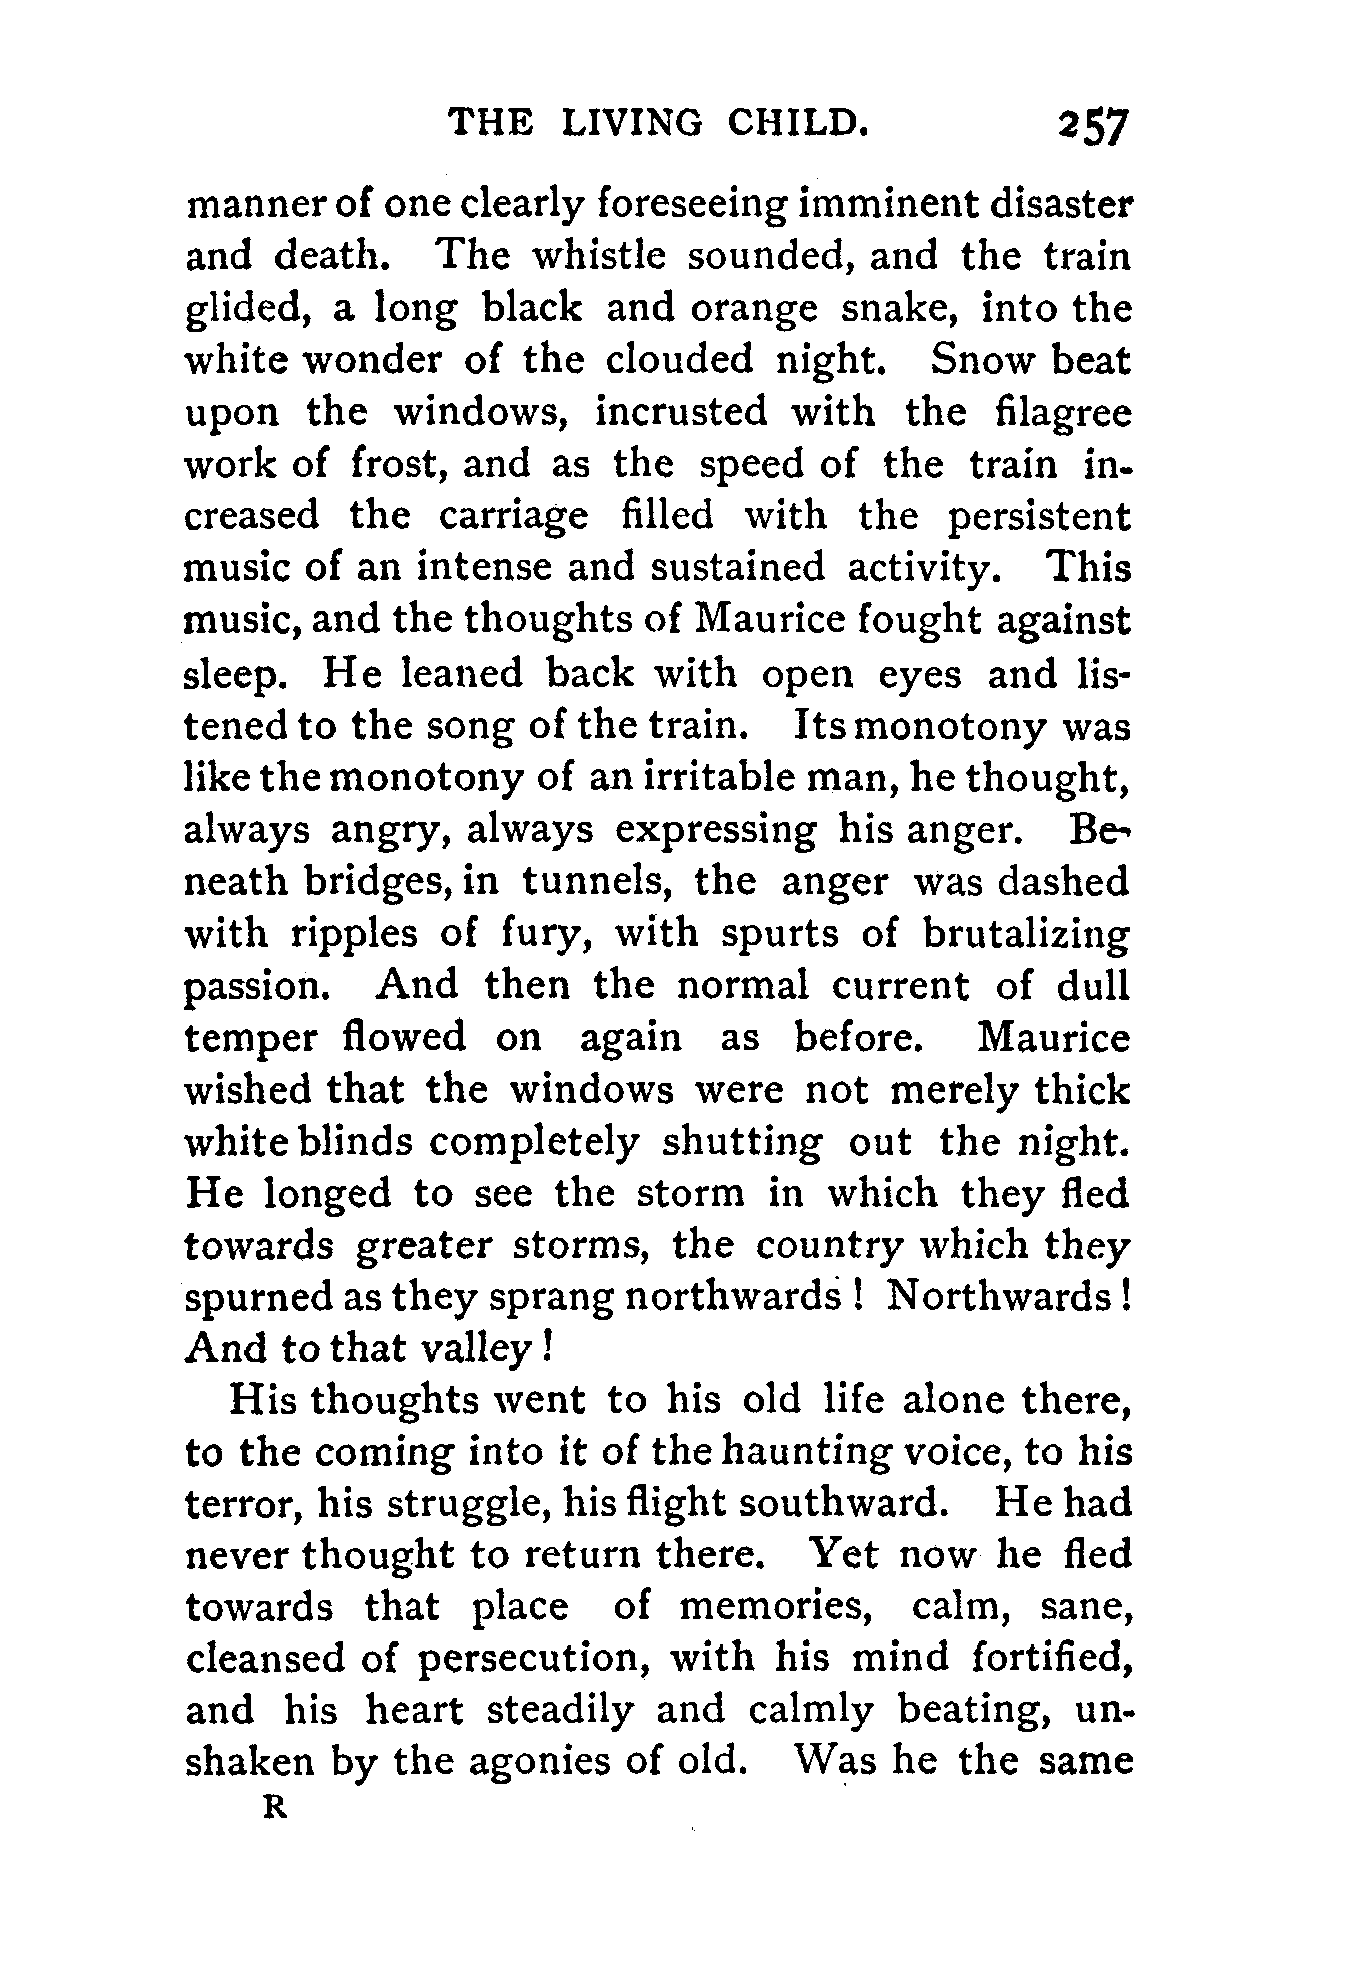 THE LIVING CHILD. 257
manner of one clearly foreseeing imminent disaster
and death. The whistle sounded, and the train
glided, a long black and orange snake, into the
white wonder of the clouded night. Snow beat
upon the windows, incrusted with the filagree
work of frost, and as the speed of the train in-
creased the carriage filled with the persistent
music of an intense and sustained activity. This
music, and the thoughts of Maurice fought against
sleep. He leaned back with open eyes and lis-
tened to the song of the train. Its monotony was
like the monotony of an irritable man, he thought,
always angry, always expressing his anger. Be-
neath bridges, in tunnels, the anger was dashed
with ripples of fury, with spurts of brutalizing
passion. And then the normal current of dull
temper flowed on again as before. Maurice
wished that the windows were not merely thick
white blinds completely shutting out the night.
He longed to see the storm in which they fled
towards greater storms, the country which they
spurned as they sprang northwards ! Northwards !
And to that valley !
His thoughts went to his old life alone there,
to the coming into it of the haunting voice, to his
terror, his struggle, his flight southward. He had
never thought to return there. Yet now he fled
towards that place of memories, calm, sane,
cleansed of persecution, with his mind fortified,
and his heart steadily and calmly beating, un-
shaken by the agonies of old. Was he the same
R